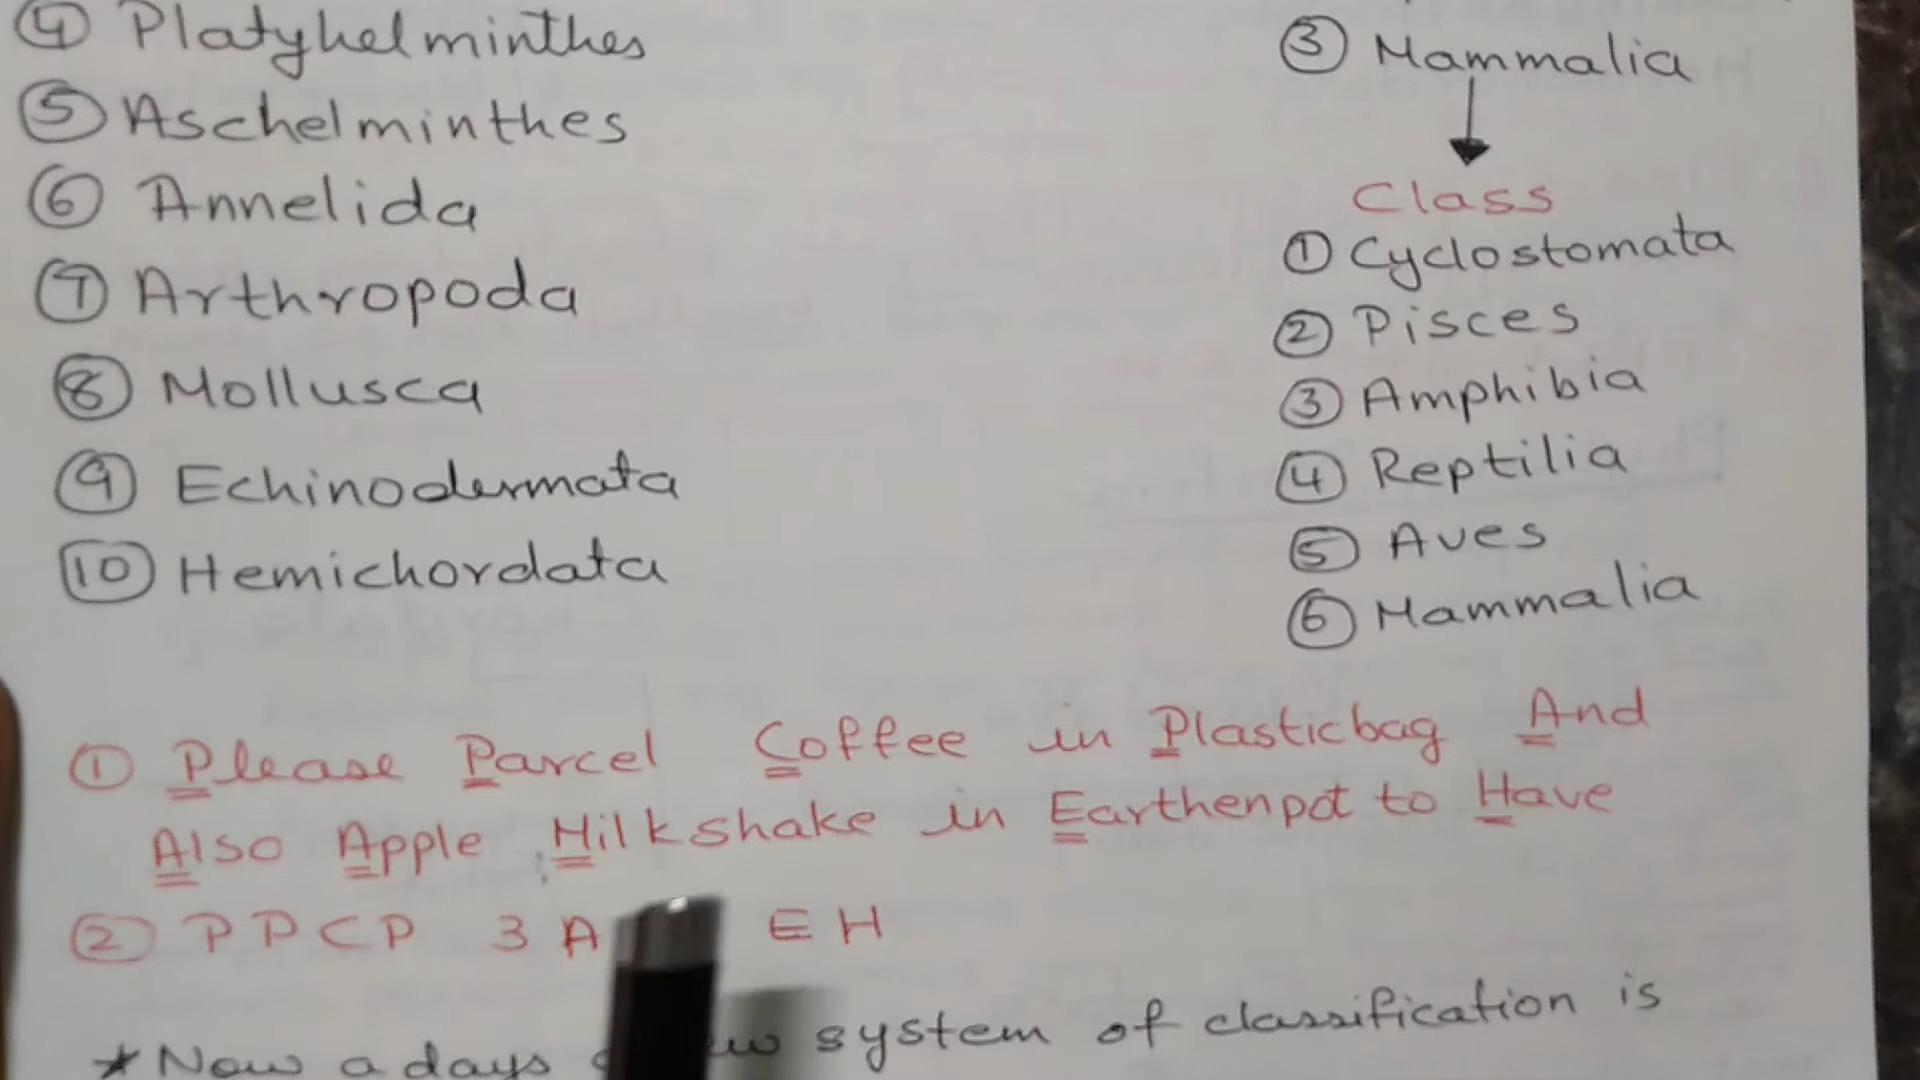 ④ Platyhelminthes
⑤ Aschelminthes
⑥ Annelida
⑦ Arthropoda
⑧ Mollusca
⑨ Echinodermata
⑩ Hemichordata
③ Mammalia
Class
① Cyclostomata
② Pisces
③ Amphibia
④ Reptilia
⑤ Aves
⑥ Mammalia
① Please Parcel Coffee in Plasticbag And
Also Apple Milkshake in Earthenpot to Have
② PPCP 3 A EH
* Now a days system of classification is